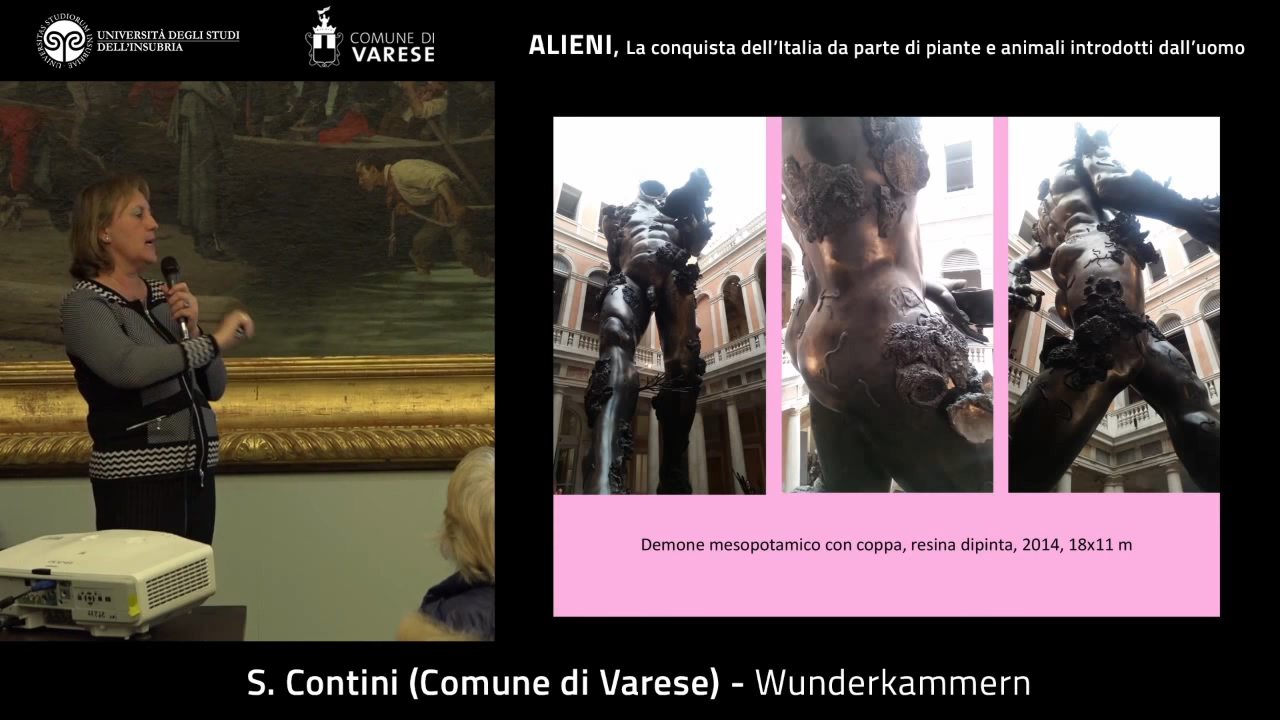 UNIVERSITÀ DEGLI STUDI
DELL'INSUBRIA
COMUNE DI
VARESE
ALIENI, La conquista dell'Italia da parte di piante e animali introdotti dall'uomo
Demone mesopotamico con coppa, resina dipinta, 2014, 18x11 m
S. Contini (Comune di Varese) - Wunderkammern